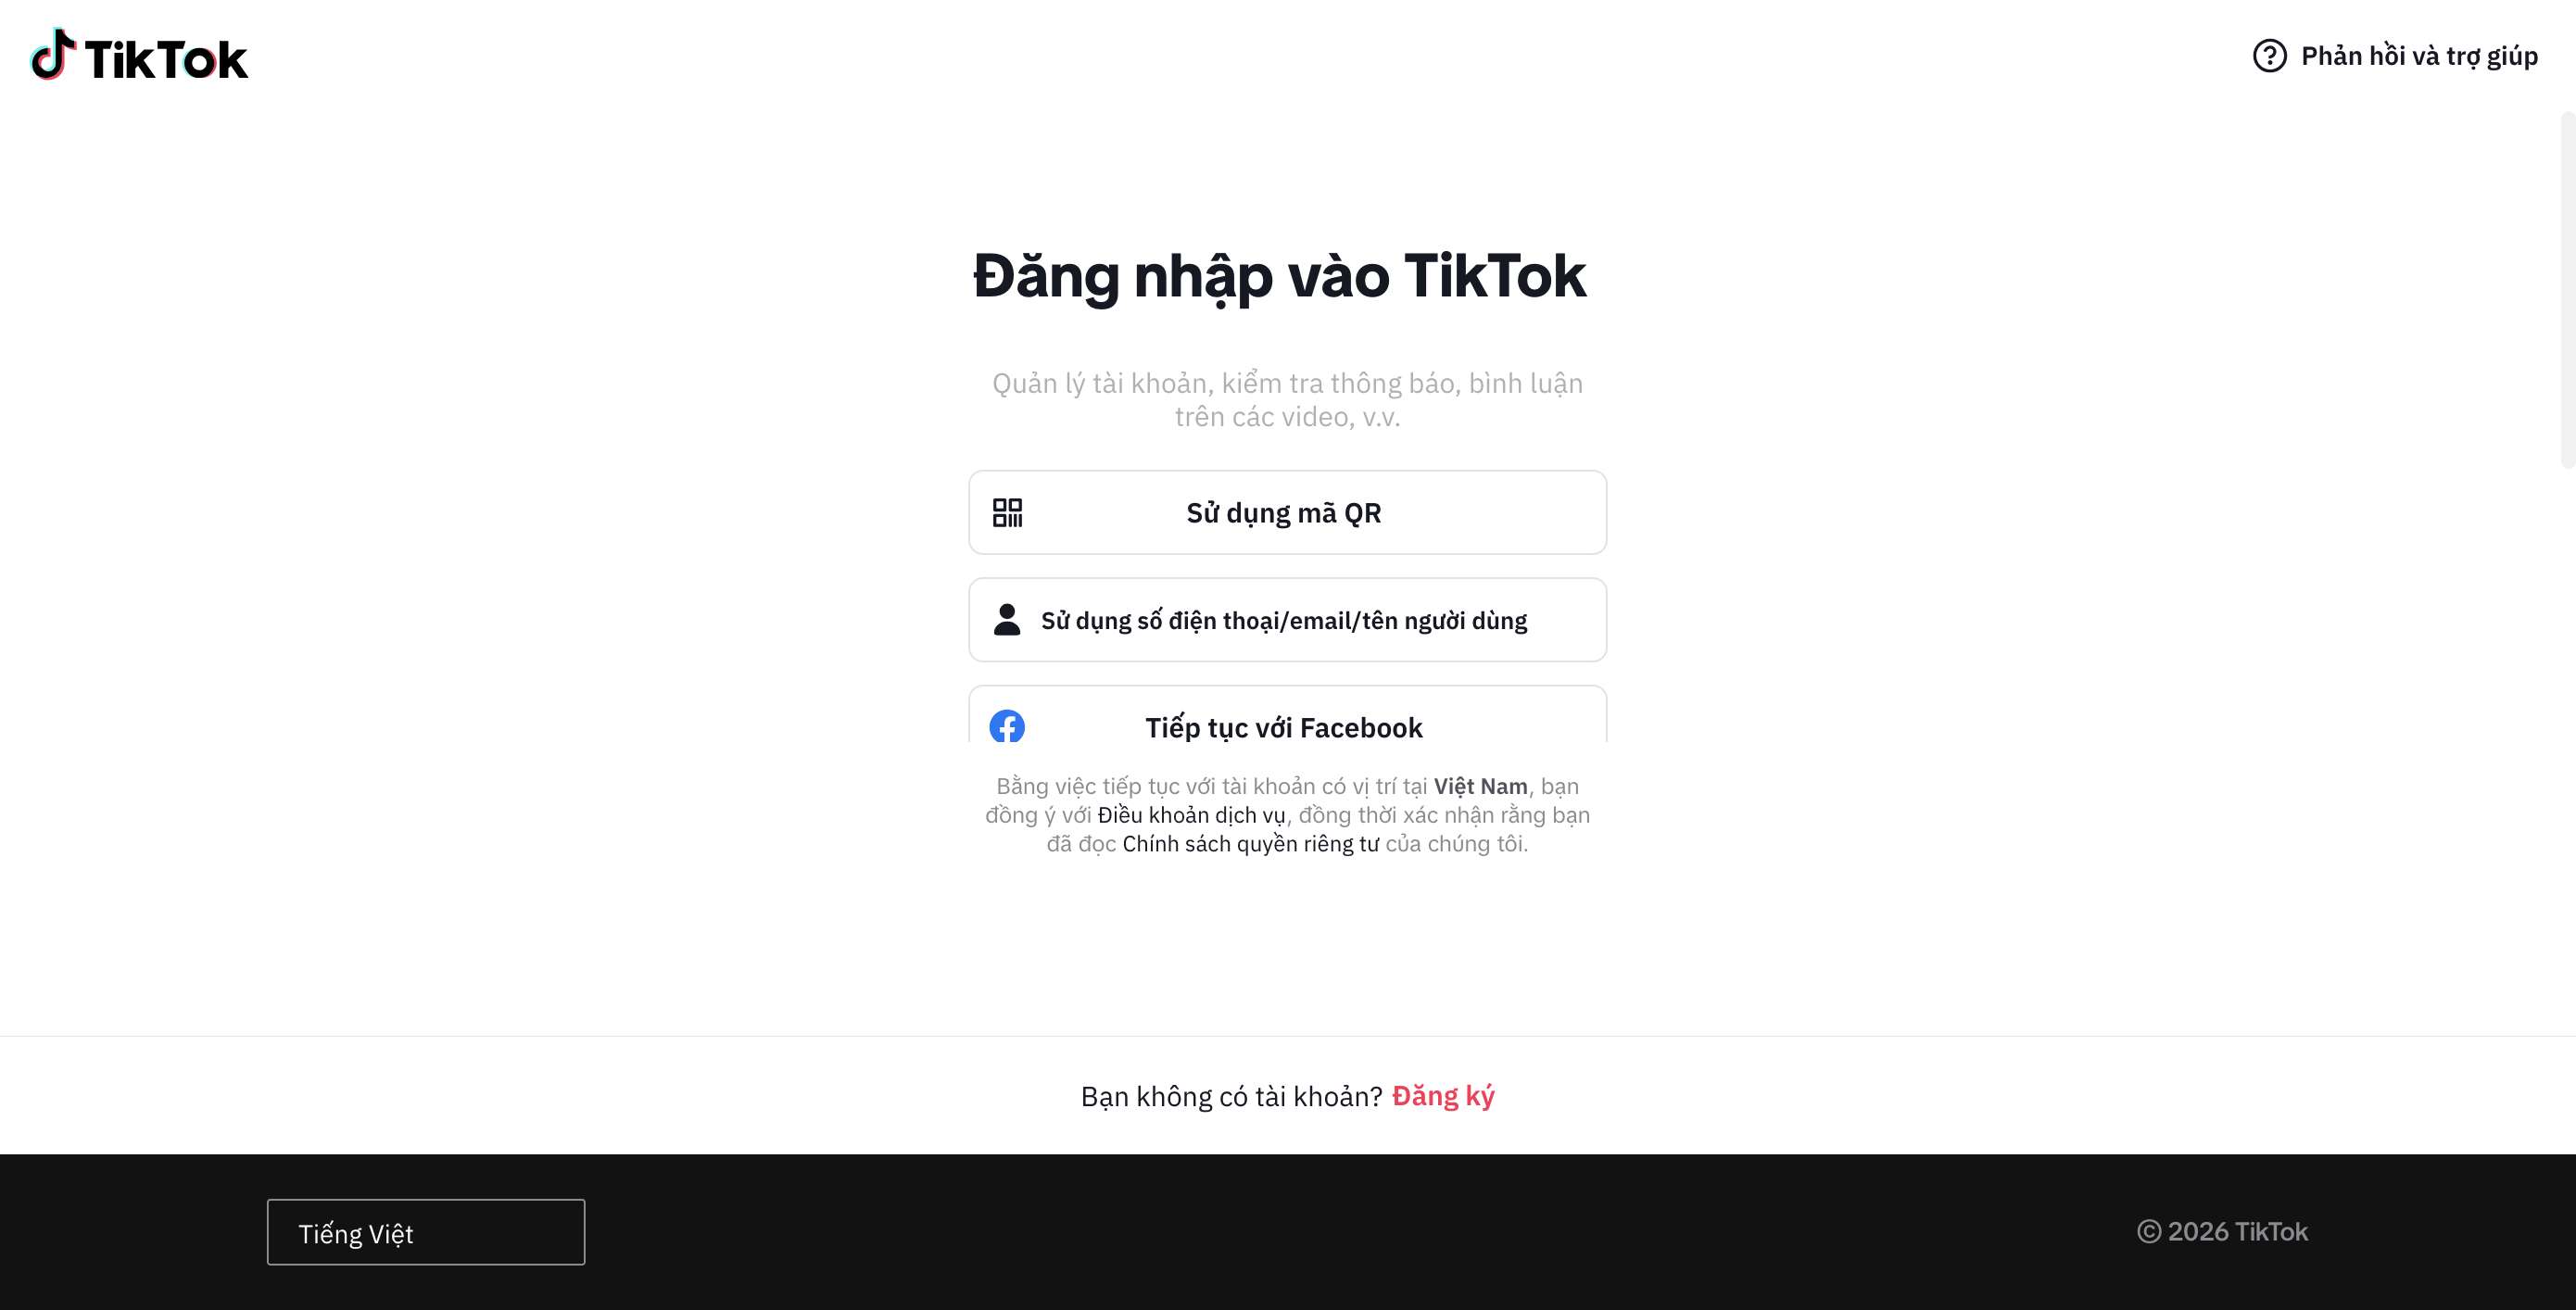 TikTok
Phản hồi và trợ giúp
Đăng nhập vào TikTok
Quản lý tài khoản, kiểm tra thông báo, bình luận
trên các video, v.v.
Sử dụng mã QR
Sử dụng số điện thoại/email/tên người dùng
Tiếp tục với Facebook
Bằng việc tiếp tục với tài khoản có vị trí tại Việt Nam, bạn
đồng ý với Điều khoản dịch vụ, đồng thời xác nhận rằng bạn
đã đọc Chính sách quyền riêng tư của chúng tôi.
Bạn không có tài khoản? Đăng ký
Tiếng Việt
© 2026 TikTok